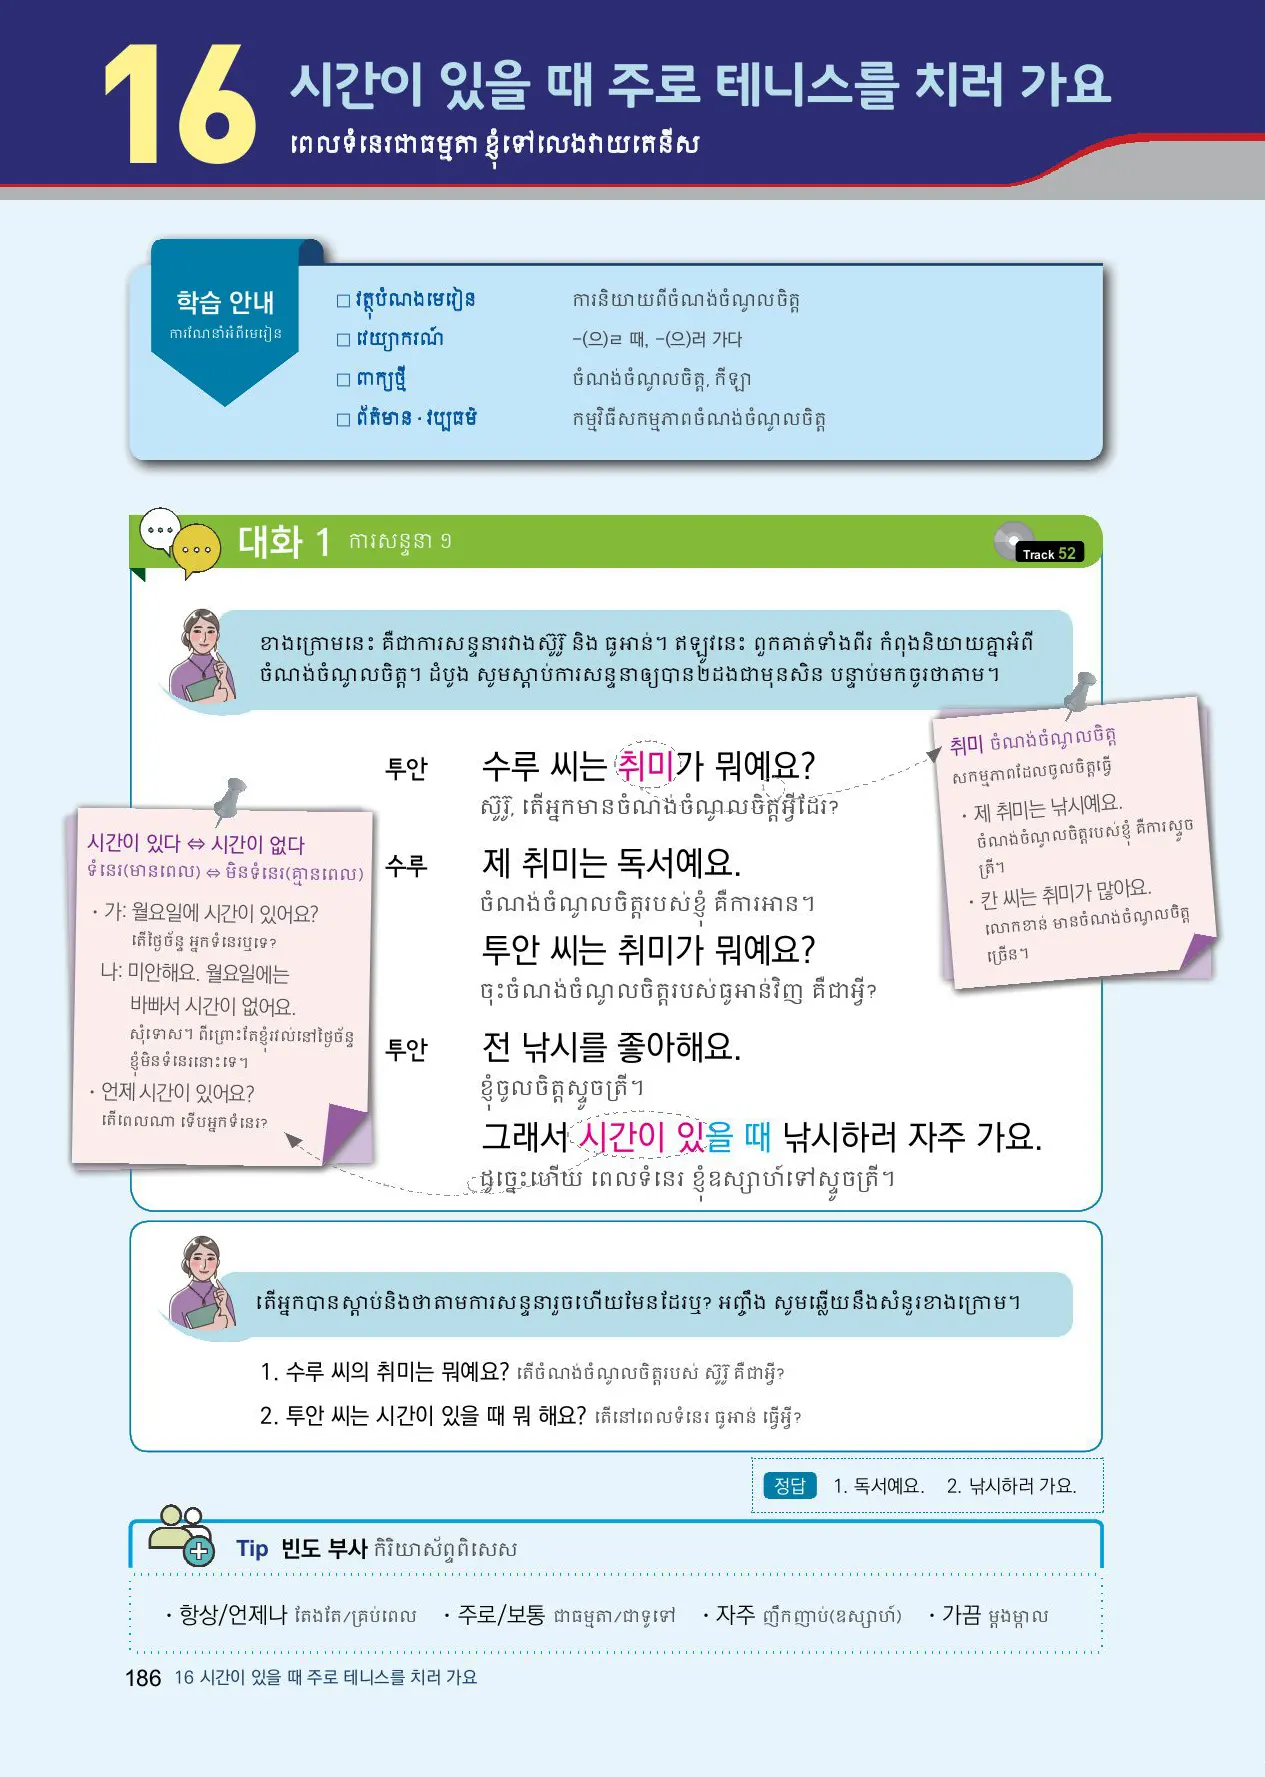 16
시간이 있을 때 주로 테니스를 치러 가요
ពេលទំនេរជាធម្មតា ខ្ញុំទៅលេងវាយតេនីស
학습 안내
ការណែនាំអំពីមេរៀន
□ វត្ថុបំណងមេរៀន ការនិយាយពីចំណង់ចំណូលចិត្ត
□ វេយ្យាករណ៍ -(으)ㄹ 때, -(으)러 가다
□ ពាក្យថ្មី ចំណង់ចំណូលចិត្ត, កីឡា
□ ព័ត៌មាន · វប្បធម៌ កម្មវិធីសកម្មភាពចំណង់ចំណូលចិត្ត
대화 1 ការសន្ទនា ១
Track 52
ខាងក្រោមនេះ គឺជាការសន្ទនារវាងស៊ូរ៉ូ និង ធូអាន់។ ឥឡូវនេះ ពួកគាត់ទាំងពីរ កំពុងនិយាយគ្នាអំពី
ចំណង់ចំណូលចិត្ត។ ដំបូង សូមស្តាប់ការសន្ទនាឲ្យបាន២ដងជាមុនសិន បន្ទាប់មកចូរថាតាម។
투안 수루 씨는 취미가 뭐예요?
ស៊ូរ៉ូ, តើអ្នកមានចំណង់ចំណូលចិត្តអ្វីដែរ?
수루 제 취미는 독서예요.
ចំណង់ចំណូលចិត្តរបស់ខ្ញុំ គឺការអាន។
투안 씨는 취미가 뭐예요?
ចុះចំណង់ចំណូលចិត្តរបស់ធូអាន់វិញ គឺជាអ្វី?
투안 전 낚시를 좋아해요.
ខ្ញុំចូលចិត្តស្ទូចត្រី។
그래서 시간이 있을 때 낚시하러 자주 가요.
ដូច្នេះហើយ ពេលទំនេរ ខ្ញុំឧស្សាហ៍ទៅស្ទូចត្រី។
취미 ចំណង់ចំណូលចិត្ត
សកម្មភាពដែលចូលចិត្តធ្វើ
· 제 취미는 낚시예요.
ចំណង់ចំណូលចិត្តរបស់ខ្ញុំ គឺការស្ទូច
ត្រី។
· 칸 씨는 취미가 많아요.
លោកខាន់ មានចំណង់ចំណូលចិត្ត
ច្រើន។
시간이 있다 ⇔ 시간이 없다
ទំនេរ(មានពេល) ⇔ មិនទំនេរ(គ្មានពេល)
· 가: 월요일에 시간이 있어요?
តើថ្ងៃច័ន្ទ អ្នកទំនេរឬទេ?
나: 미안해요. 월요일에는
바빠서 시간이 없어요.
សុំទោស។ ពីព្រោះតែខ្ញុំរវល់នៅថ្ងៃច័ន្ទ
ខ្ញុំមិនទំនេរនោះទេ។
· 언제 시간이 있어요?
តើពេលណា ទើបអ្នកទំនេរ?
តើអ្នកបានស្តាប់និងថាតាមការសន្ទនារួចហើយមែនដែរឬ? អញ្ចឹង សូមឆ្លើយនឹងសំនួរខាងក្រោម។
1. 수루 씨의 취미는 뭐예요? តើចំណង់ចំណូលចិត្តរបស់ ស៊ូរ៉ូ គឺជាអ្វី?
2. 투안 씨는 시간이 있을 때 뭐 해요? តើនៅពេលទំនេរ ធូអាន់ ធ្វើអ្វី?
정답 1. 독서예요. 2. 낚시하러 가요.
Tip 빈도 부사 កិរិយាស័ព្ទពិសេស
· 항상/언제나 តែងតែ/គ្រប់ពេល · 주로/보통 ជាធម្មតា/ជាទូទៅ · 자주 ញឹកញាប់(ឧស្សាហ៍) · 가끔 ម្តងម្កាល
186 16 시간이 있을 때 주로 테니스를 치러 가요